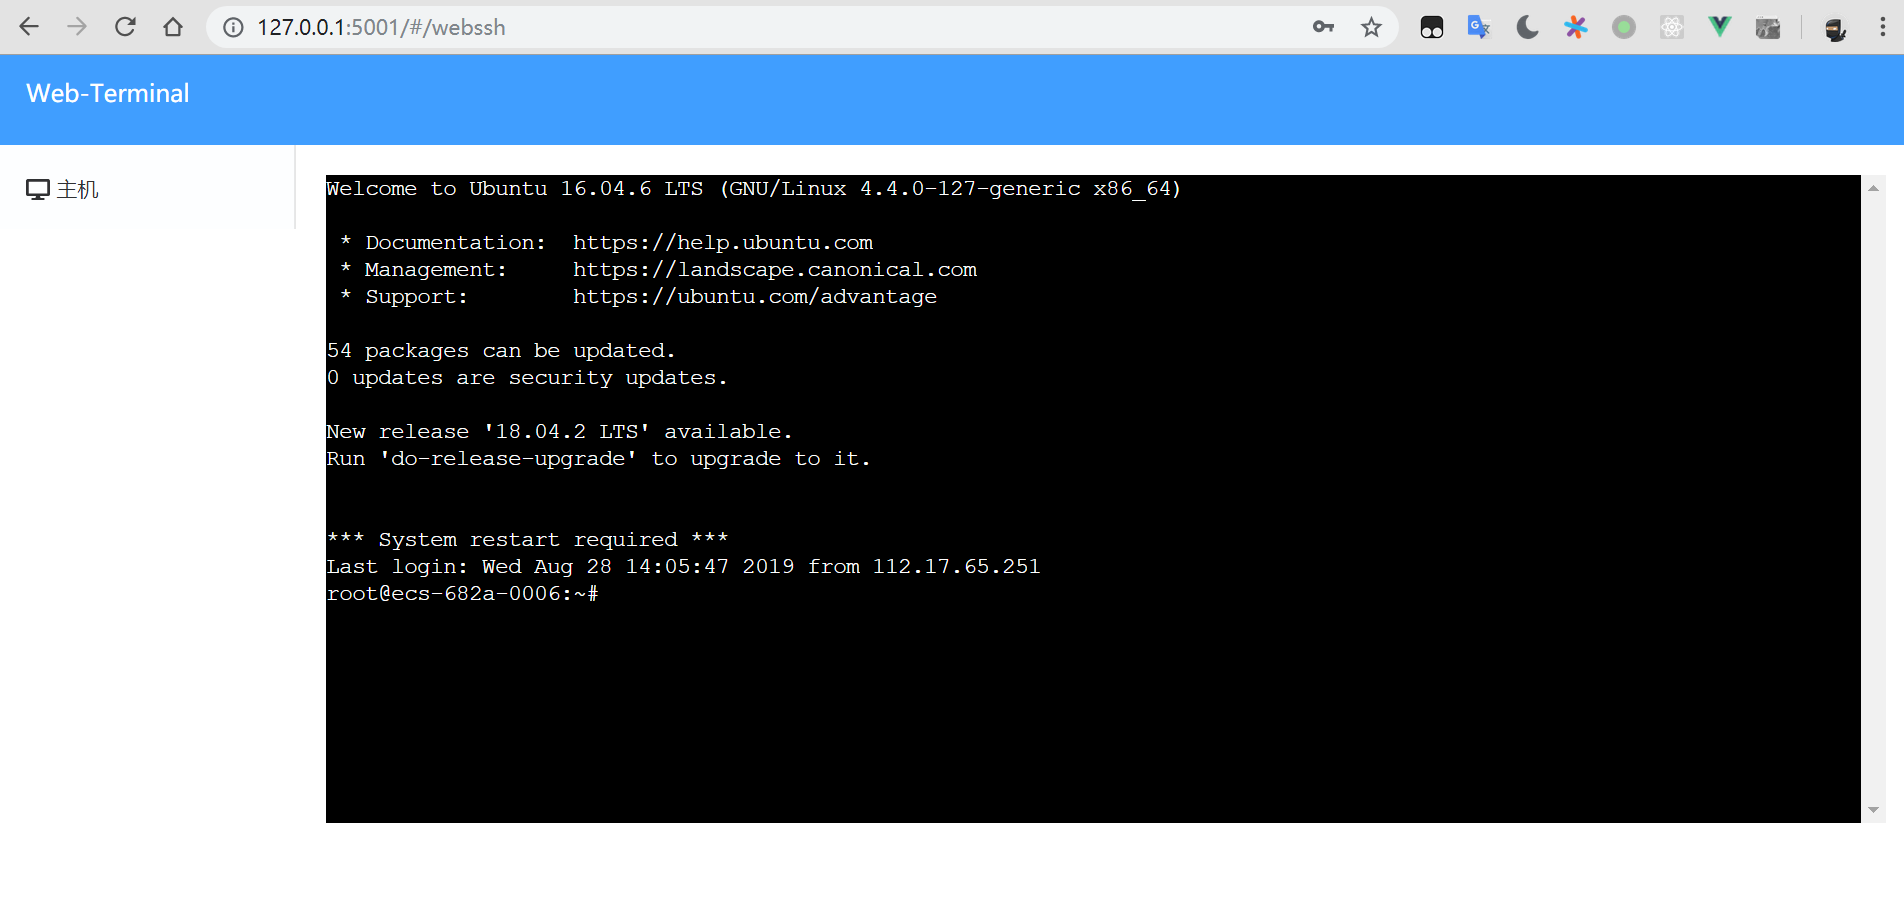 127.0.0.1:5001/#/webssh
Web-Terminal
主机
Welcome to Ubuntu 16.04.6 LTS (GNU/Linux 4.4.0-127-generic x86_64)
* Documentation:  https://help.ubuntu.com
* Management:     https://landscape.canonical.com
* Support:        https://ubuntu.com/advantage
54 packages can be updated.
0 updates are security updates.
New release '18.04.2 LTS' available.
Run 'do-release-upgrade' to upgrade to it.
*** System restart required ***
Last login: Wed Aug 28 14:05:47 2019 from 112.17.65.251
root@ecs-682a-0006:~#